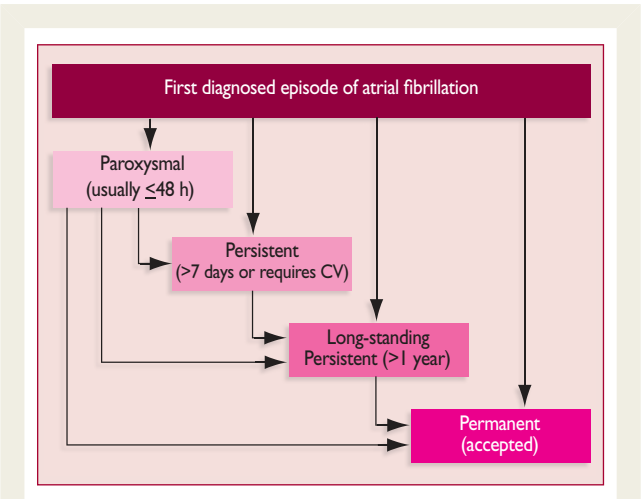 First diagnosed episode of atrial fibrillation
Paroxysmal
(usually ≤48 h)
Persistent
(>7 days or requires CV)
Long-standing
Persistent (>1 year)
Permanent
(accepted)